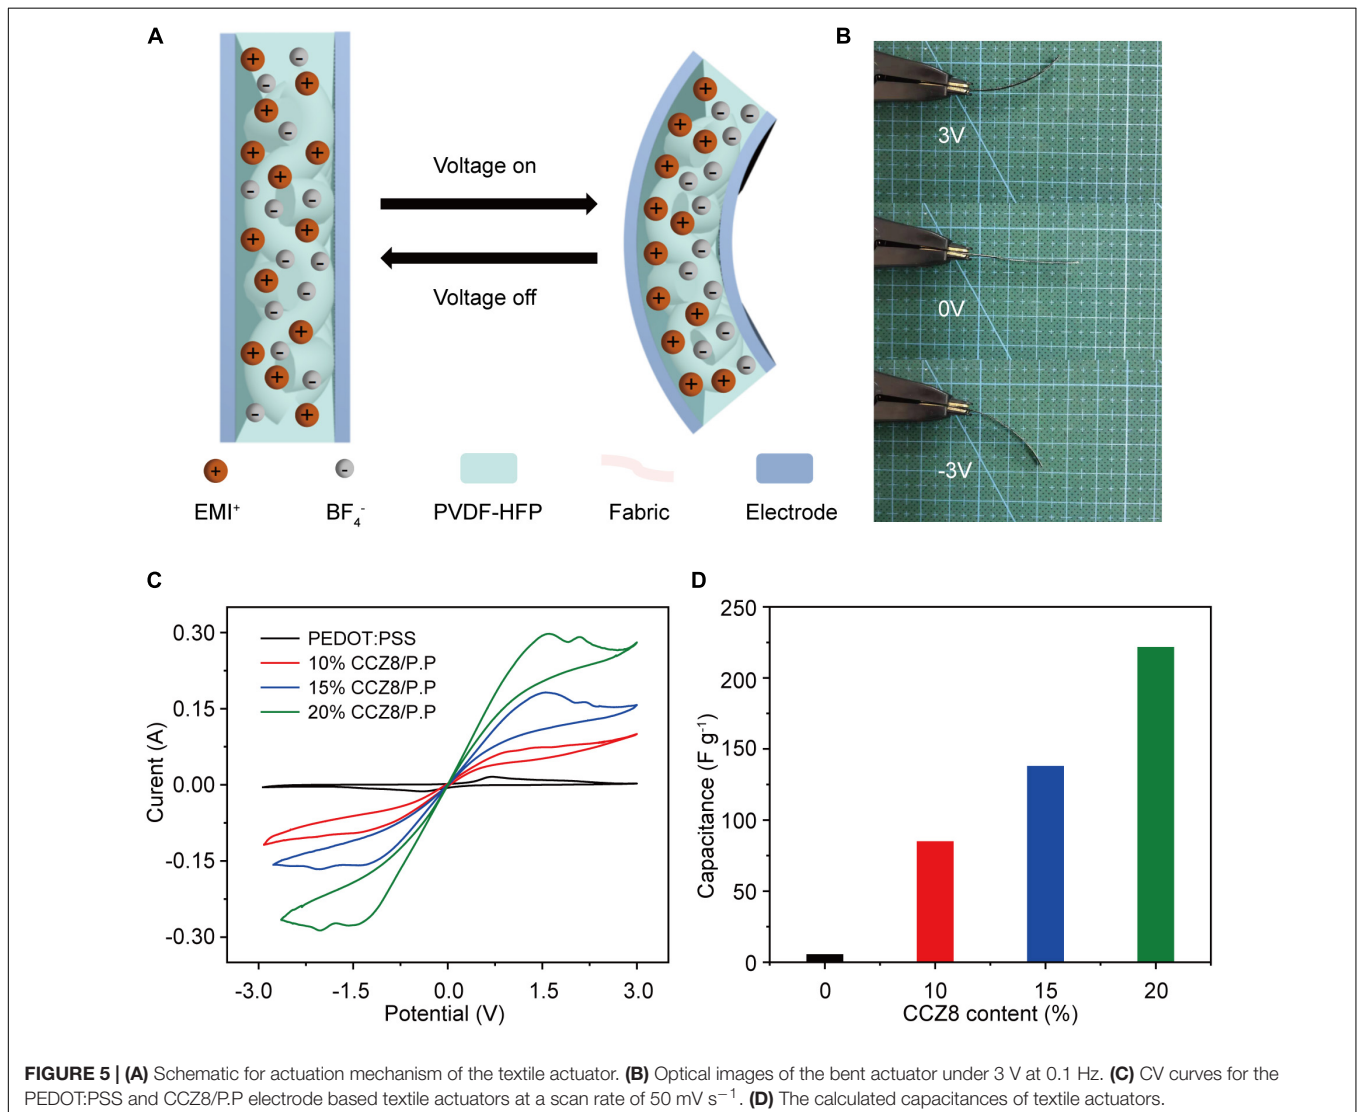 A
B
Voltage on
Voltage off
3V
0V
-3V
EMI⁺
BF₄⁻
PVDF-HFP
Fabric
Electrode
C
Curent (A)
0.30
0.15
0.00
-0.15
-0.30
PEDOT:PSS
10% CCZ8/P.P
15% CCZ8/P.P
20% CCZ8/P.P
-3.0 -1.5 0.0 1.5 3.0
Potential (V)
D
Capacitance (F g⁻¹)
250
200
150
100
50
0
0 10 15 20
CCZ8 content (%)
FIGURE 5 | (A) Schematic for actuation mechanism of the textile actuator. (B) Optical images of the bent actuator under 3 V at 0.1 Hz. (C) CV curves for the
PEDOT:PSS and CCZ8/P.P electrode based textile actuators at a scan rate of 50 mV s⁻¹. (D) The calculated capacitances of textile actuators.